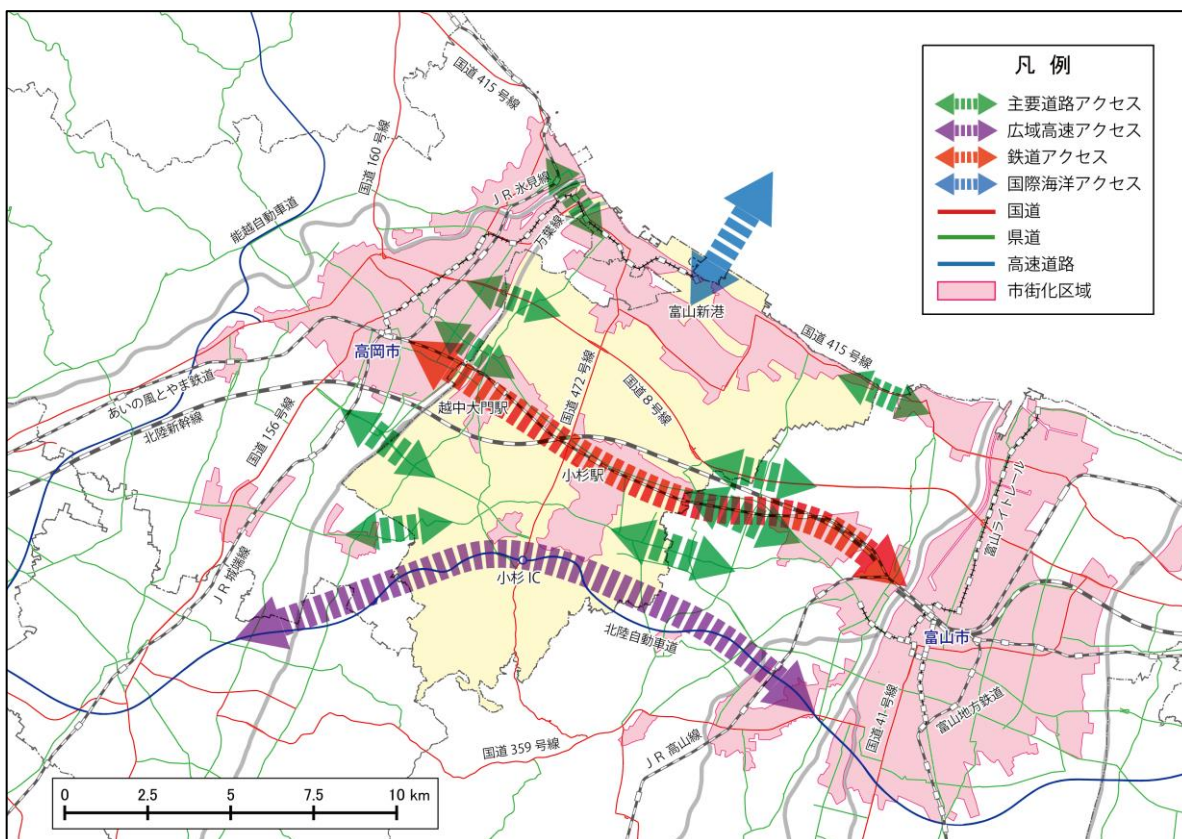 凡 例
主要道路アクセス
広域高速アクセス
鉄道アクセス
国際海洋アクセス
国道
県道
高速道路
市街化区域
国道 415 号線
国道 160 号線
JR 氷見線
能越自動車道
万葉線
富山新港
高岡市
国道 415 号線
あいの風とやま鉄道
越中大門駅
国道 472 号線
国道 8 号線
北陸新幹線
国道 156 号線
小杉駅
富山ライトレール
JR 城端線
小杉 IC
北陸自動車道
富山市
国道 41 号線
富山地方鉄道
国道 359 号線
JR 高山線
0 2.5 5 7.5 10 km